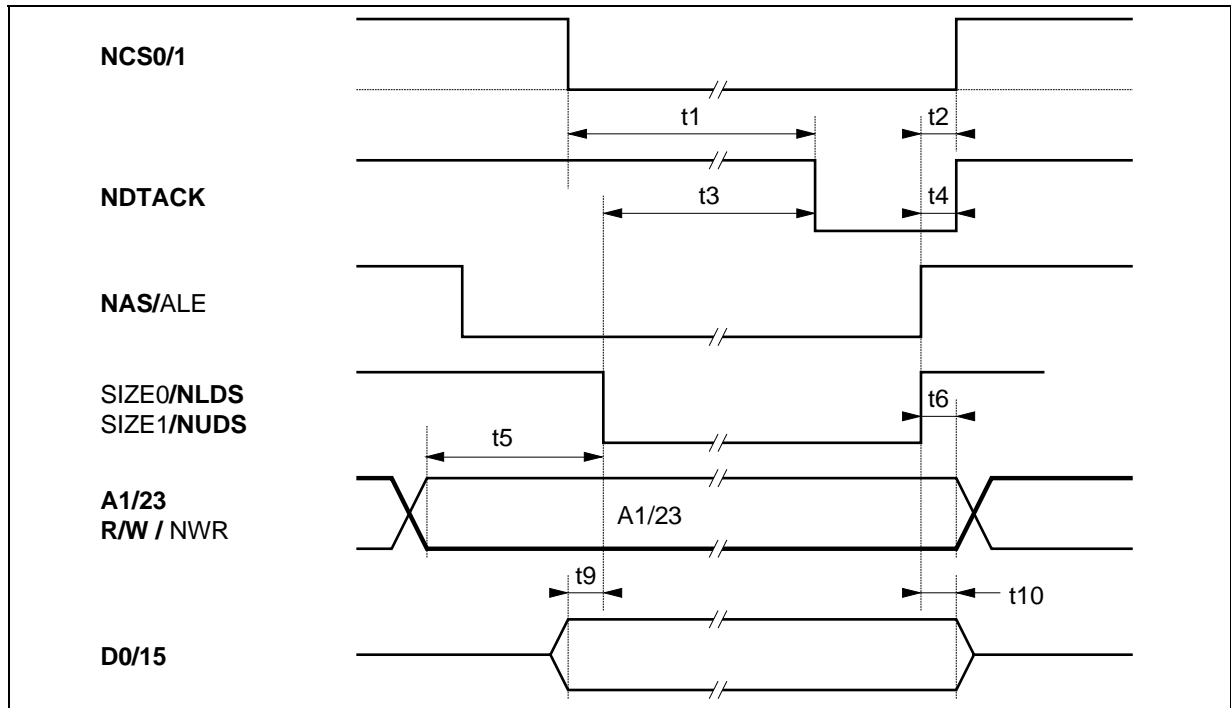 NCS0/1
t1
t2
NDTACK
t3
t4
NAS/ALE
SIZE0/NLDS
SIZE1/NUDS
t6
t5
A1/23
R/W / NWR
A1/23
t9
t10
D0/15